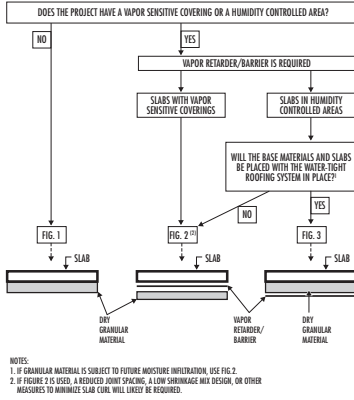 DOES THE PROJECT HAVE A VAPOR SENSITIVE COVERING OR A HUMIDITY CONTROLLED AREA?
NO
YES
VAPOR RETARDER/BARRIER IS REQUIRED
SLABS WITH VAPOR
SENSITIVE COVERINGS
SLABS IN HUMIDITY
CONTROLLED AREAS
WILL THE BASE MATERIALS AND SLABS
BE PLACED WITH THE WATER-TIGHT
ROOFING SYSTEM IN PLACE?¹
NO
YES
FIG. 1
FIG. 2 (2)
FIG. 3
SLAB
SLAB
SLAB
DRY
GRANULAR
MATERIAL
VAPOR
RETARDER/
BARRIER
DRY
GRANULAR
MATERIAL
NOTES:
1. IF GRANULAR MATERIAL IS SUBJECT TO FUTURE MOISTURE INFILTRATION, USE FIG.2.
2. IF FIGURE 2 IS USED, A REDUCED JOINT SPACING, A LOW SHRINKAGE MIX DESIGN, OR OTHER
MEASURES TO MINIMIZE SLAB CURL WILL LIKELY BE REQUIRED.